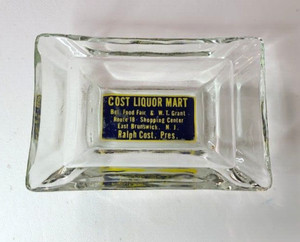 COST LIQUOR MART
Bet. Food Fair & W. T. Grant
Route 18 Shopping Center
East Brunswick, N. J.
Ralph Cost, Pres.